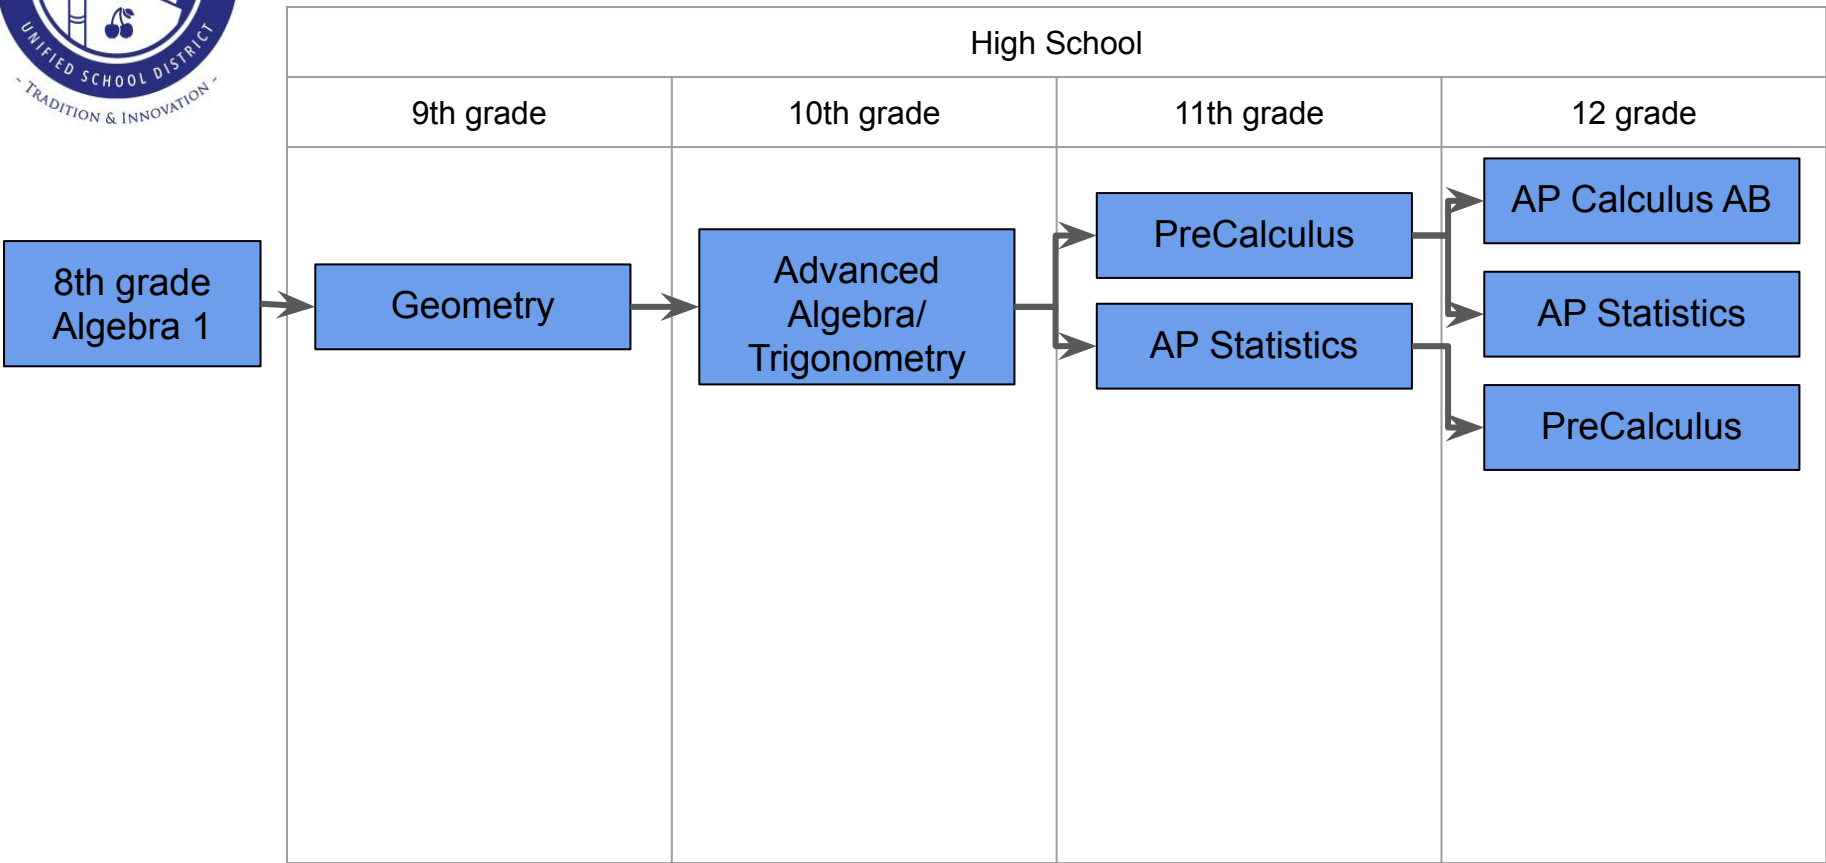 UNIFIED SCHOOL DISTRICT
- TRADITION & INNOVATION -
High School
9th grade
10th grade
11th grade
12 grade
8th grade
Algebra 1
Geometry
Advanced
Algebra/
Trigonometry
PreCalculus
AP Statistics
AP Calculus AB
AP Statistics
PreCalculus